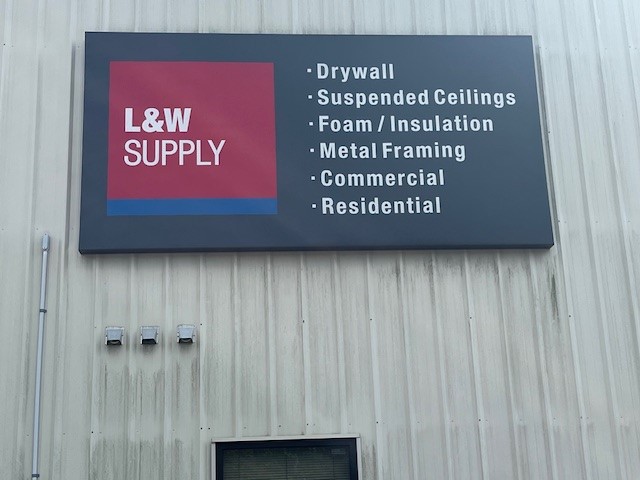 L&W
SUPPLY
· Drywall
· Suspended Ceilings
· Foam / Insulation
· Metal Framing
· Commercial
· Residential